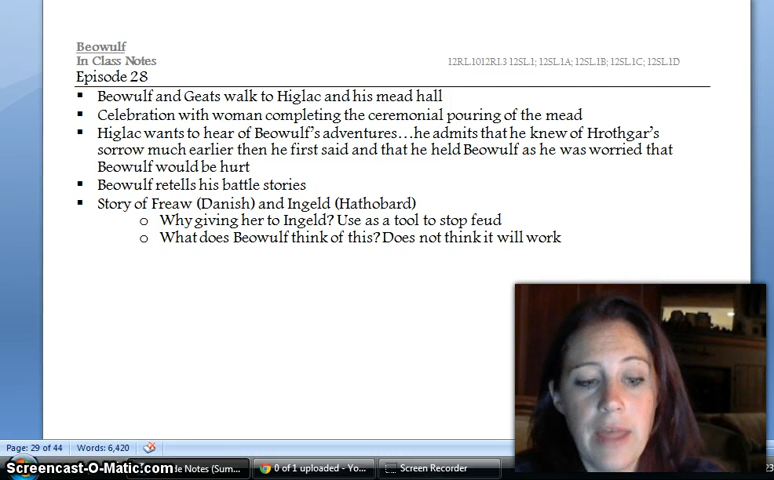 Beowulf
In Class Notes
12RL.1012RI.3 12SL.1; 12SL.1A; 12SL.1B; 12SL.1C; 12SL.1D
Episode 28
▪ Beowulf and Geats walk to Higlac and his mead hall
▪ Celebration with woman completing the ceremonial pouring of the mead
▪ Higlac wants to hear of Beowulf's adventures…he admits that he knew of Hrothgar's
sorrow much earlier then he first said and that he held Beowulf as he was worried that
Beowulf would be hurt
▪ Beowulf retells his battle stories
▪ Story of Freaw (Danish) and Ingeld (Hathobard)
o Why giving her to Ingeld? Use as a tool to stop feud
o What does Beowulf think of this? Does not think it will work
Page: 29 of 44 Words: 6,420
Screencast-O-Matic.com le Notes (Sum... 0 of 1 uploaded - Yo... Screen Recorder